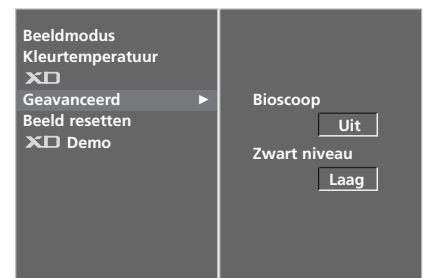 Beeldmodus
Kleurtemperatuur
XD
Geavanceerd ►
Beeld resetten
XD Demo
Bioscoop
Uit
Zwart niveau
Laag